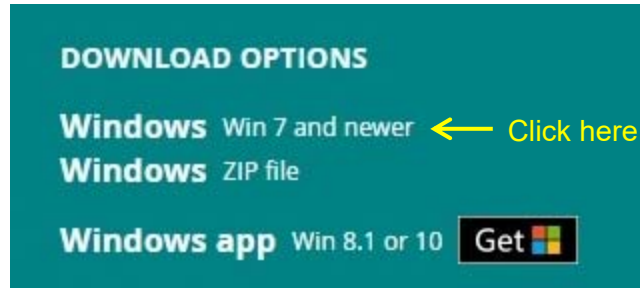 DOWNLOAD OPTIONS
Windows Win 7 and newer Click here
Windows ZIP file
Windows app Win 8.1 or 10 Get